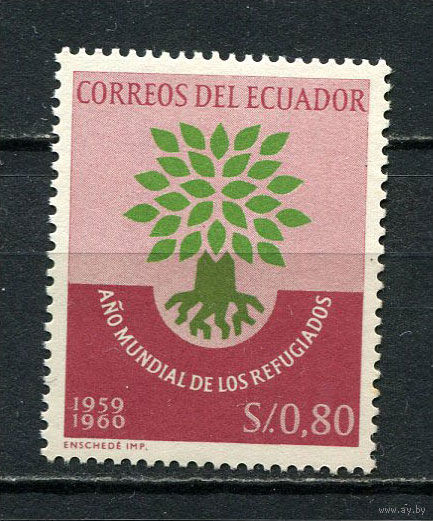 CORREOS DEL ECUADOR
AÑO MUNDIAL DE LOS REFUGIADOS
1959
1960
S/.0,80
ENSCHEDÉ IMP.
www.ay.by